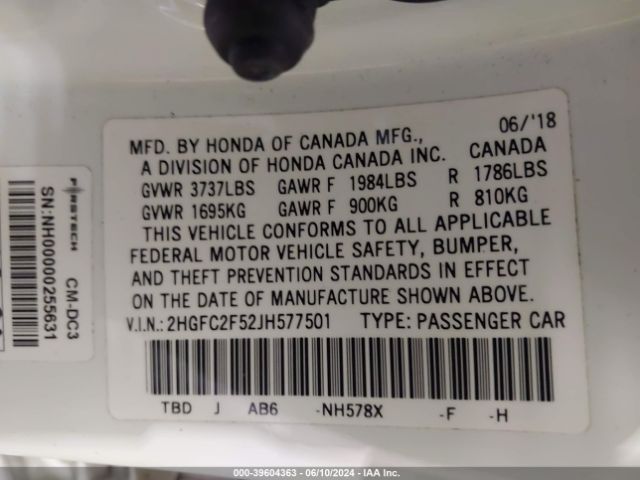 06/'18
MFD. BY HONDA OF CANADA MFG.,
A DIVISION OF HONDA CANADA INC. CANADA
GVWR 3737LBS GAWR F 1984LBS R 1786LBS
GVWR 1695KG GAWR F 900KG R 810KG
THIS VEHICLE CONFORMS TO ALL APPLICABLE
FEDERAL MOTOR VEHICLE SAFETY, BUMPER,
AND THEFT PREVENTION STANDARDS IN EFFECT
ON THE DATE OF MANUFACTURE SHOWN ABOVE.
V.I.N.: 2HGFC2F52JH577501 TYPE: PASSENGER CAR
TBD J AB6 -NH578X -F -H
FIRSTECH CM-DC3
SN:NH00000255631
000-39604363 - 06/10/2024 - IAA Inc.